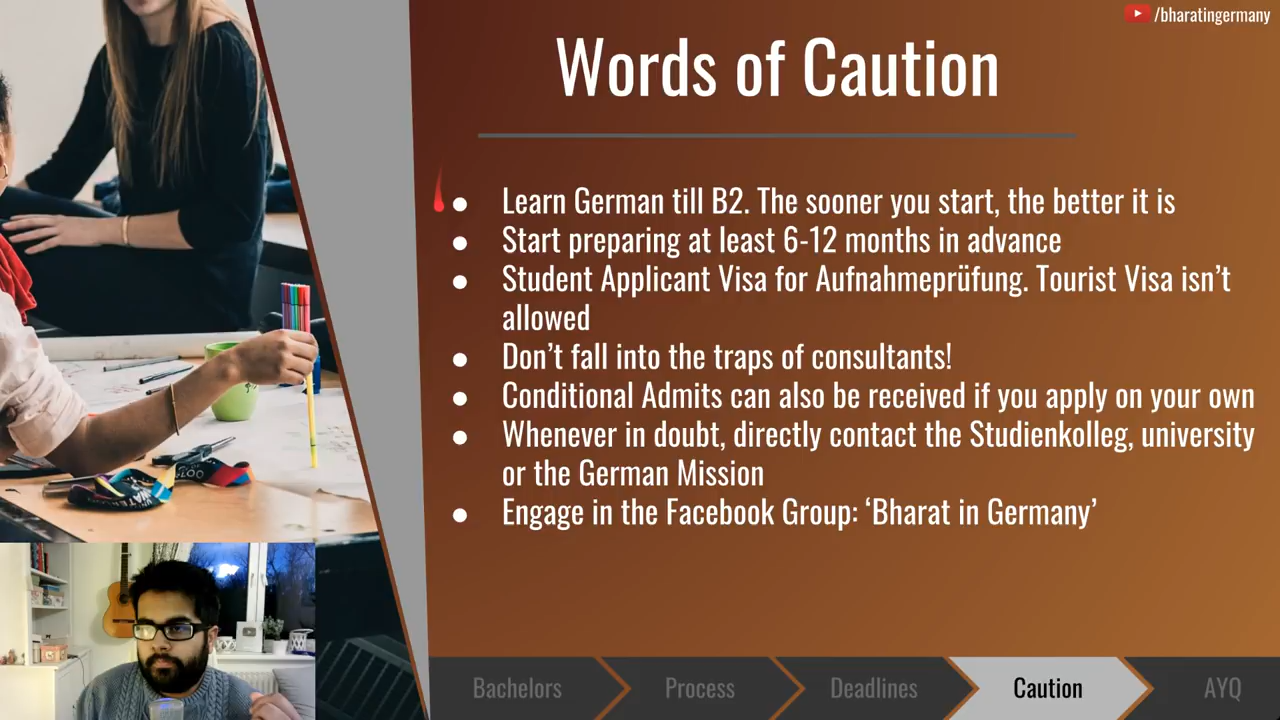 /bharatingermany
Words of Caution
● Learn German till B2. The sooner you start, the better it is
● Start preparing at least 6-12 months in advance
● Student Applicant Visa for Aufnahmeprüfung. Tourist Visa isn’t
allowed
● Don’t fall into the traps of consultants!
● Conditional Admits can also be received if you apply on your own
● Whenever in doubt, directly contact the Studienkolleg, university
or the German Mission
● Engage in the Facebook Group: ‘Bharat in Germany’
Bachelors
Process
Deadlines
Caution
AYQ